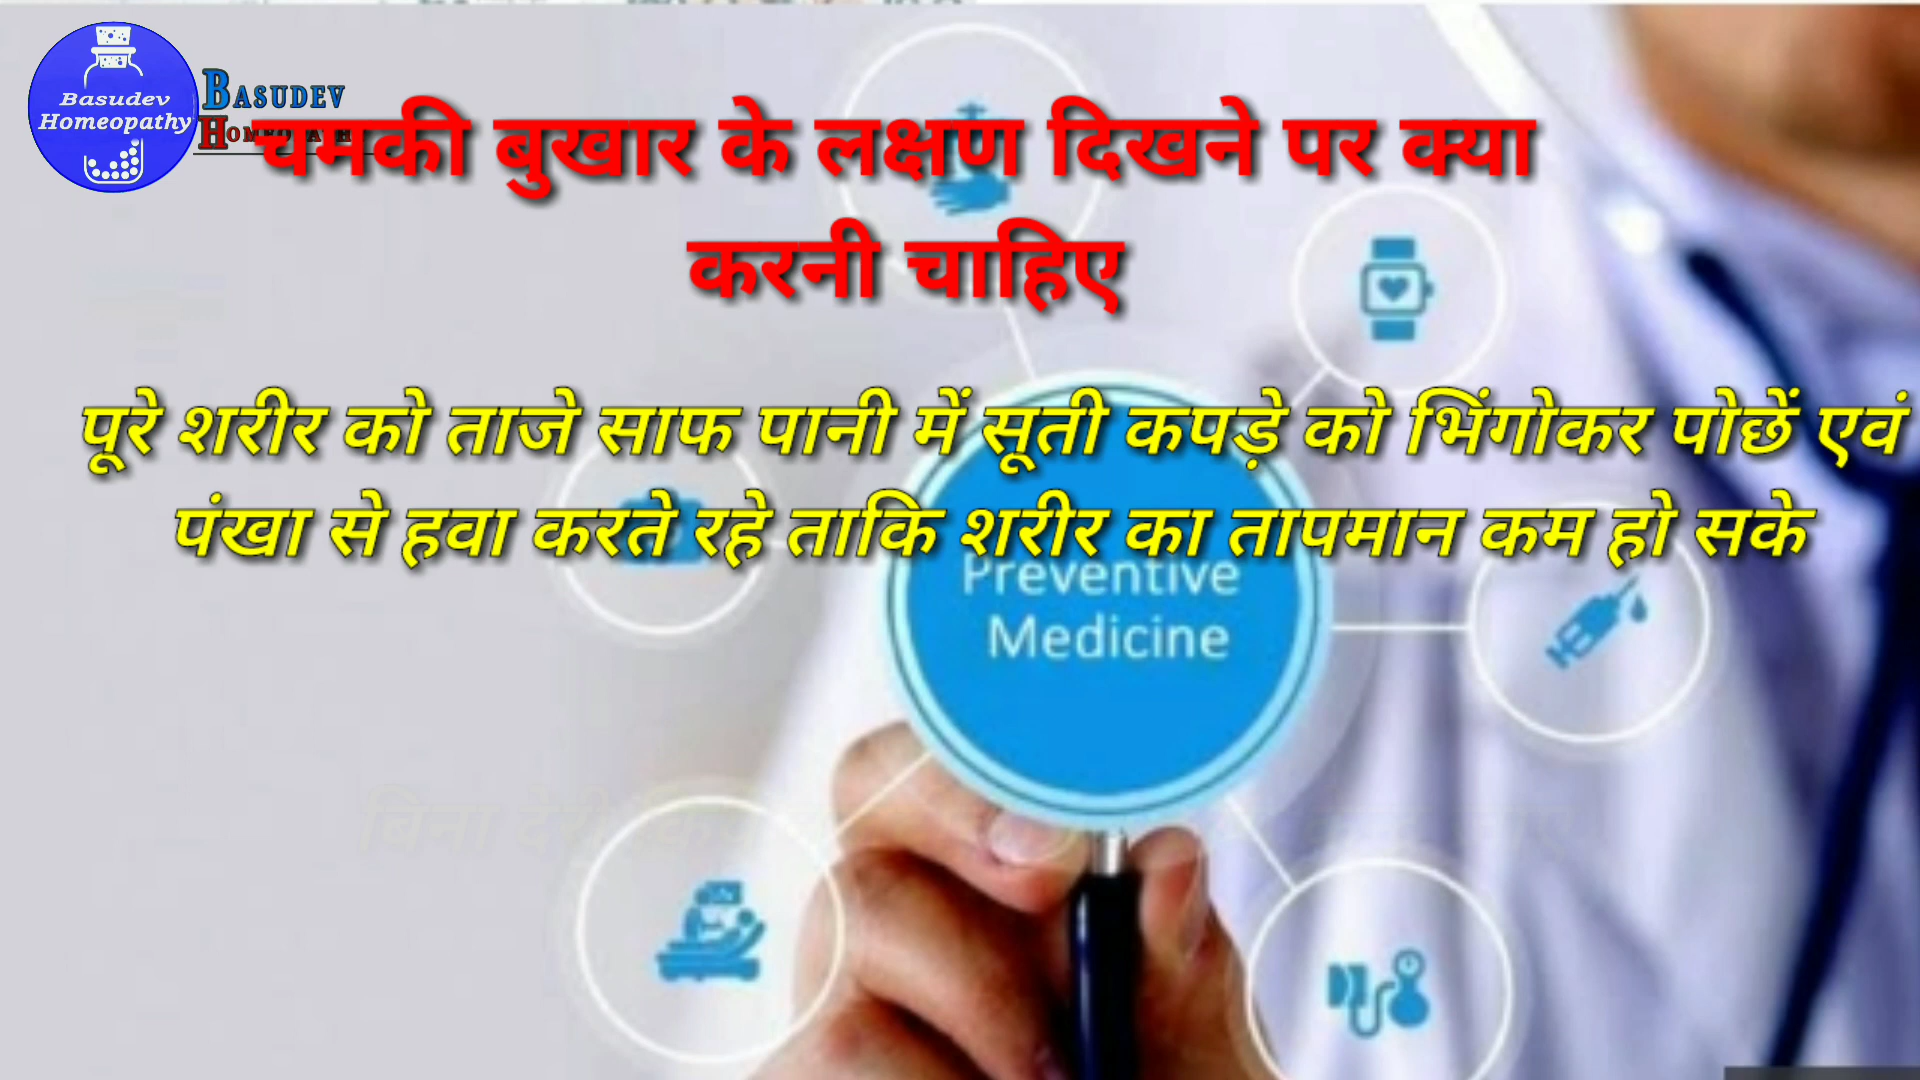 Basudev
Homeopathy
BASUDEV
चमकी बुखार के लक्षण दिखने पर क्या
करनी चाहिए
पूरे शरीर को ताजे साफ पानी में सूती कपड़े को भिंगोकर पोछें एवं
पंखा से हवा करते रहे ताकि शरीर का तापमान कम हो सके
Preventive
Medicine
बिना देरी